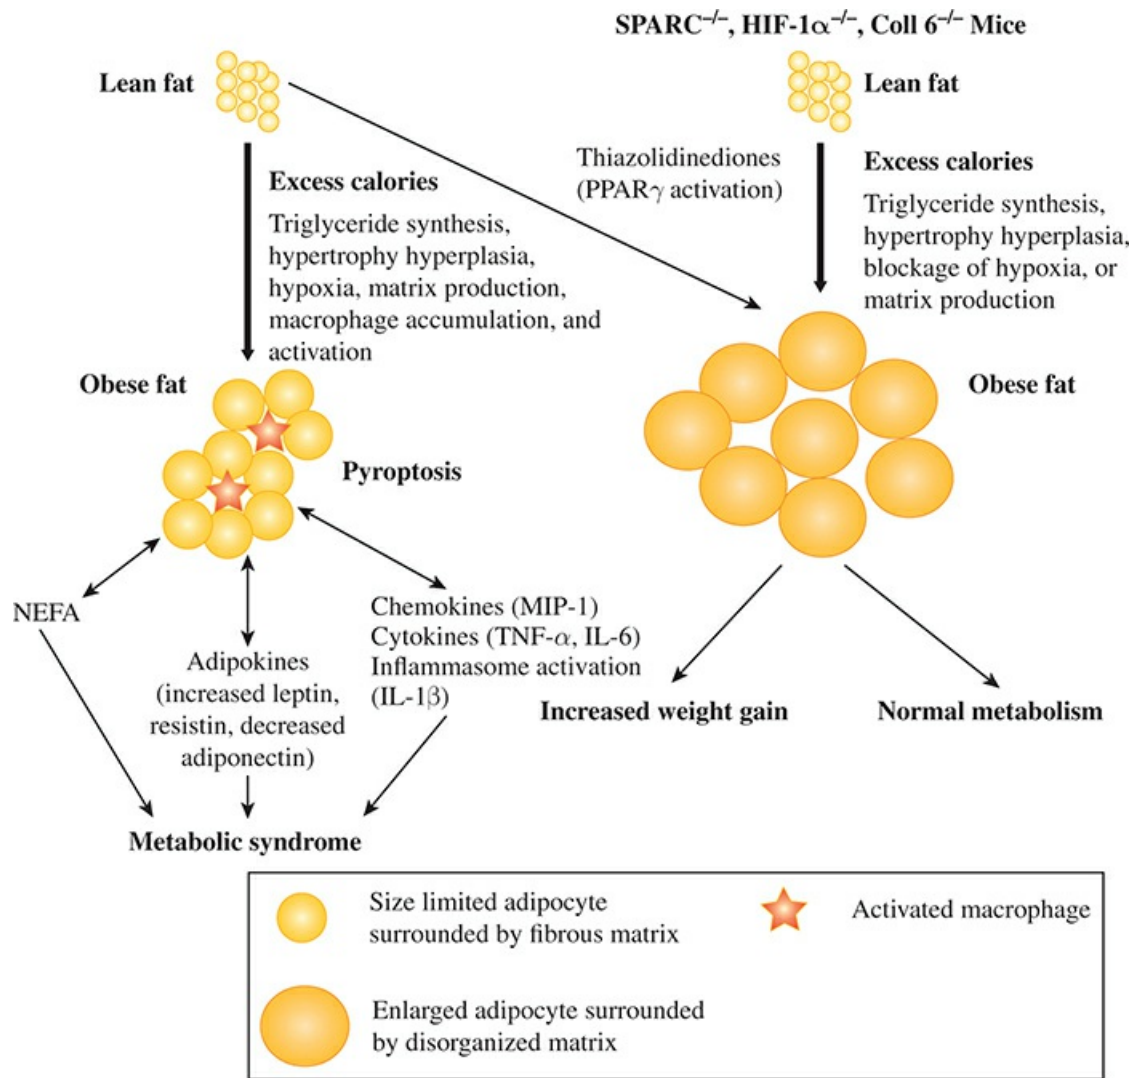 SPARC–/–, HIF-1α–/–, Coll 6–/– Mice
Lean fat
Lean fat
Thiazolidinediones
(PPARγ activation)
Excess calories
Triglyceride synthesis,
hypertrophy hyperplasia,
hypoxia, matrix production,
macrophage accumulation, and
activation
Excess calories
Triglyceride synthesis,
hypertrophy hyperplasia,
blockage of hypoxia, or
matrix production
Obese fat
Obese fat
Pyroptosis
NEFA
Adipokines
(increased leptin,
resistin, decreased
adiponectin)
Chemokines (MIP-1)
Cytokines (TNF-α, IL-6)
Inflammasome activation
(IL-1β)
Increased weight gain
Normal metabolism
Metabolic syndrome
Size limited adipocyte
surrounded by fibrous matrix
Activated macrophage
Enlarged adipocyte surrounded
by disorganized matrix